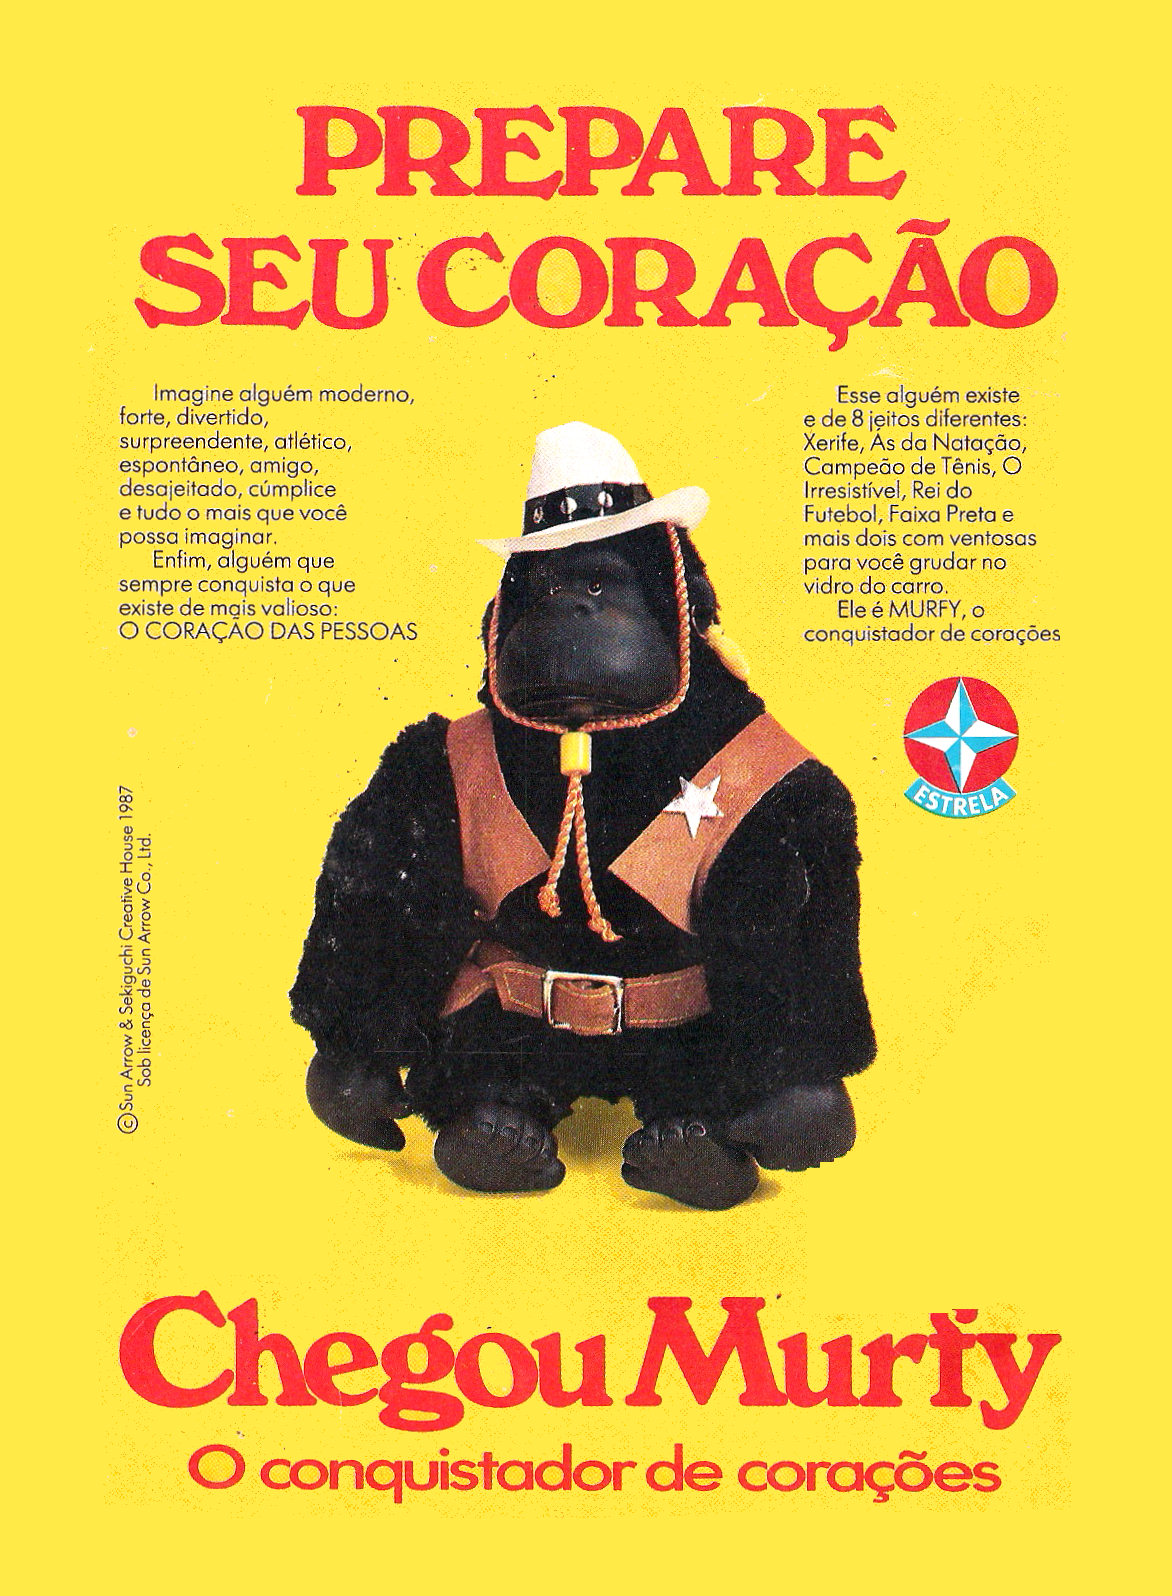 PREPARE
SEU CORAÇÃO
Imagine alguém moderno,
forte, divertido,
surpreendente, atlético,
espontâneo, amigo,
desajeitado, cúmplice
e tudo o mais que você
possa imaginar.
Enfim, alguém que
sempre conquista o que
existe de mais valioso:
O CORAÇÃO DAS PESSOAS
Esse alguém existe
e de 8 jeitos diferentes:
Xerife, Ás da Natação,
Campeão de Tênis, O
Irresistível, Rei do
Futebol, Faixa Preta e
mais dois com ventosas
para você grudar no
vidro do carro.
Ele é MURFY, o
conquistador de corações
ESTRELA
©Sun Arrow & Sekiguchi Creative House 1987
Sob licença de Sun Arrow Co., Ltd.
Chegou Murfy
O conquistador de corações